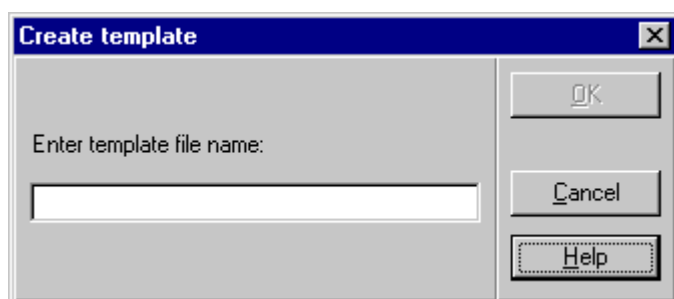 Create template
OK
Enter template file name:
Cancel
Help